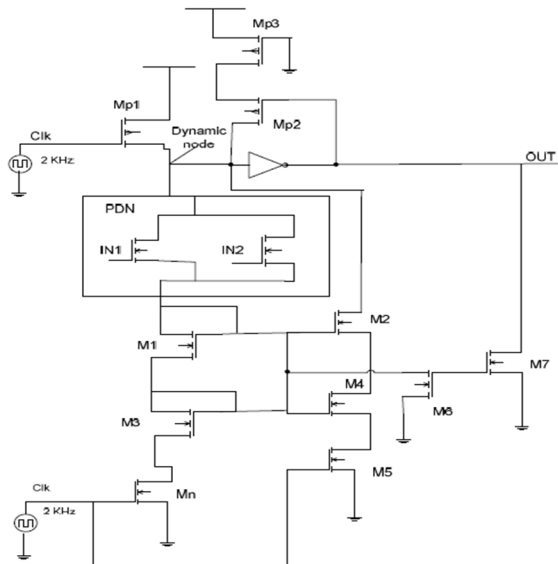 Mp3
Mp1
Mp2
Clk
2 KHz
Dynamic
node
OUT
PDN
IN1
IN2
M2
M1
M7
M4
M6
M3
M5
Clk
Mn
2 KHz